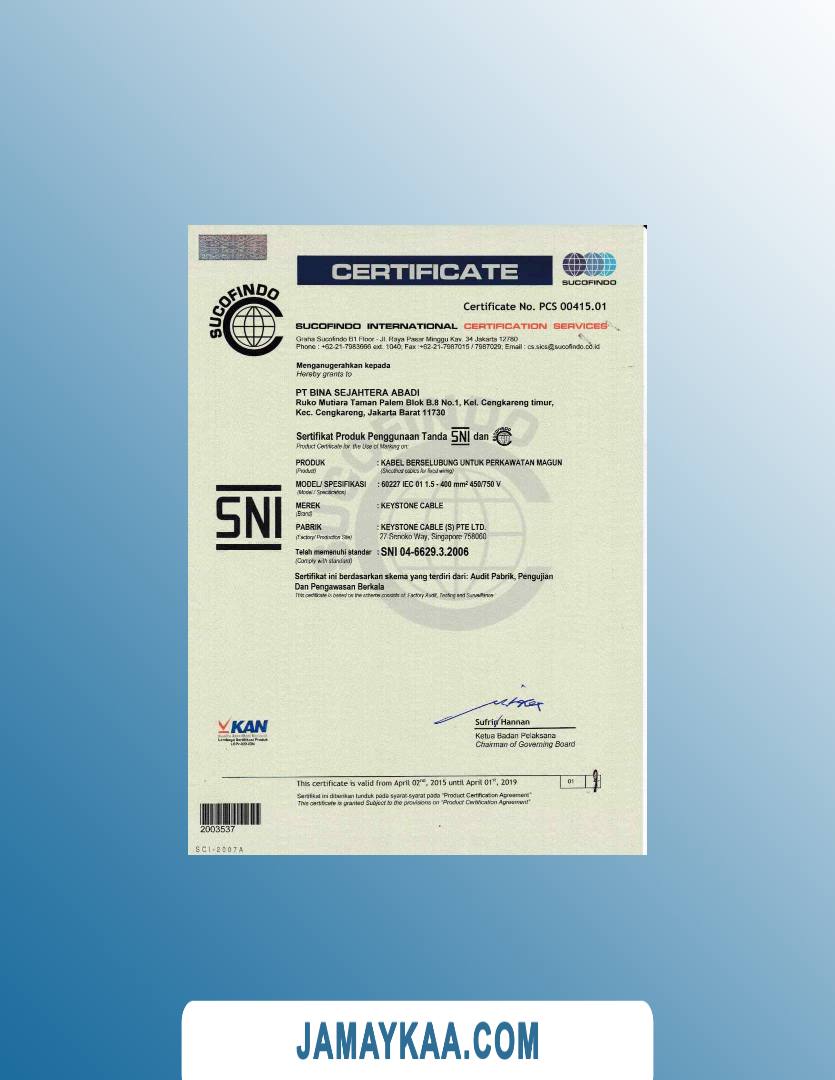 CERTIFICATE
SUCOFINDO
SUCOFINDO
Certificate No. PCS 00415.01
SUCOFINDO INTERNATIONAL CERTIFICATION SERVICES
Graha Sucofindo B1 Floor - Jl. Raya Pasar Minggu Kav. 34 Jakarta 12780
Phone : +62-21-7983666 ext. 1040; Fax :+62-21-7987015 / 7987029; Email : cs.sics@sucofindo.co.id
Menganugerahkan kepada
Hereby grants to
PT BINA SEJAHTERA ABADI
Ruko Mutiara Taman Palem Blok B.8 No.1, Kel. Cengkareng timur,
Kec. Cengkareng, Jakarta Barat 11730
Sertifikat Produk Penggunaan Tanda SNI dan
Product Certificate for the Use of Marking on:
PRODUK : KABEL BERSELUBUNG UNTUK PERKAWATAN MAGUN
(Product) (Sheathed cables for fixed wiring)
MODEL/ SPESIFIKASI : 60227 IEC 01 1.5 - 400 mm² 450/750 V
(Model / Specification)
MEREK : KEYSTONE CABLE
(Brand)
SNI
PABRIK : KEYSTONE CABLE (S) PTE LTD.
(Factory/ Production Site) 27 Senoko Way, Singapore 758060
Telah memenuhi standar : SNI 04-6629.3.2006
(Comply with standard)
Sertifikat ini berdasarkan skema yang terdiri dari: Audit Pabrik, Pengujian
Dan Pengawasan Berkala
This certificate is based on the scheme consists of: Factory Audit, Testing and Surveillance
SUCOFINDO
KAN
Komite Akreditasi Nasional
Lembaga Sertifikasi Produk
Sufrin Hannan
Ketua Badan Pelaksana
Chairman of Governing Board
This certificate is valid from April 02nd, 2015 until April 01st, 2019
01
Sertifikat ini diberikan tunduk pada syarat-syarat pada "Product Certification Agreement"
This certificate is granted Subject to the provisions on "Product Certification Agreement"
2003537
SCI-2007A
JAMAYKAA.COM